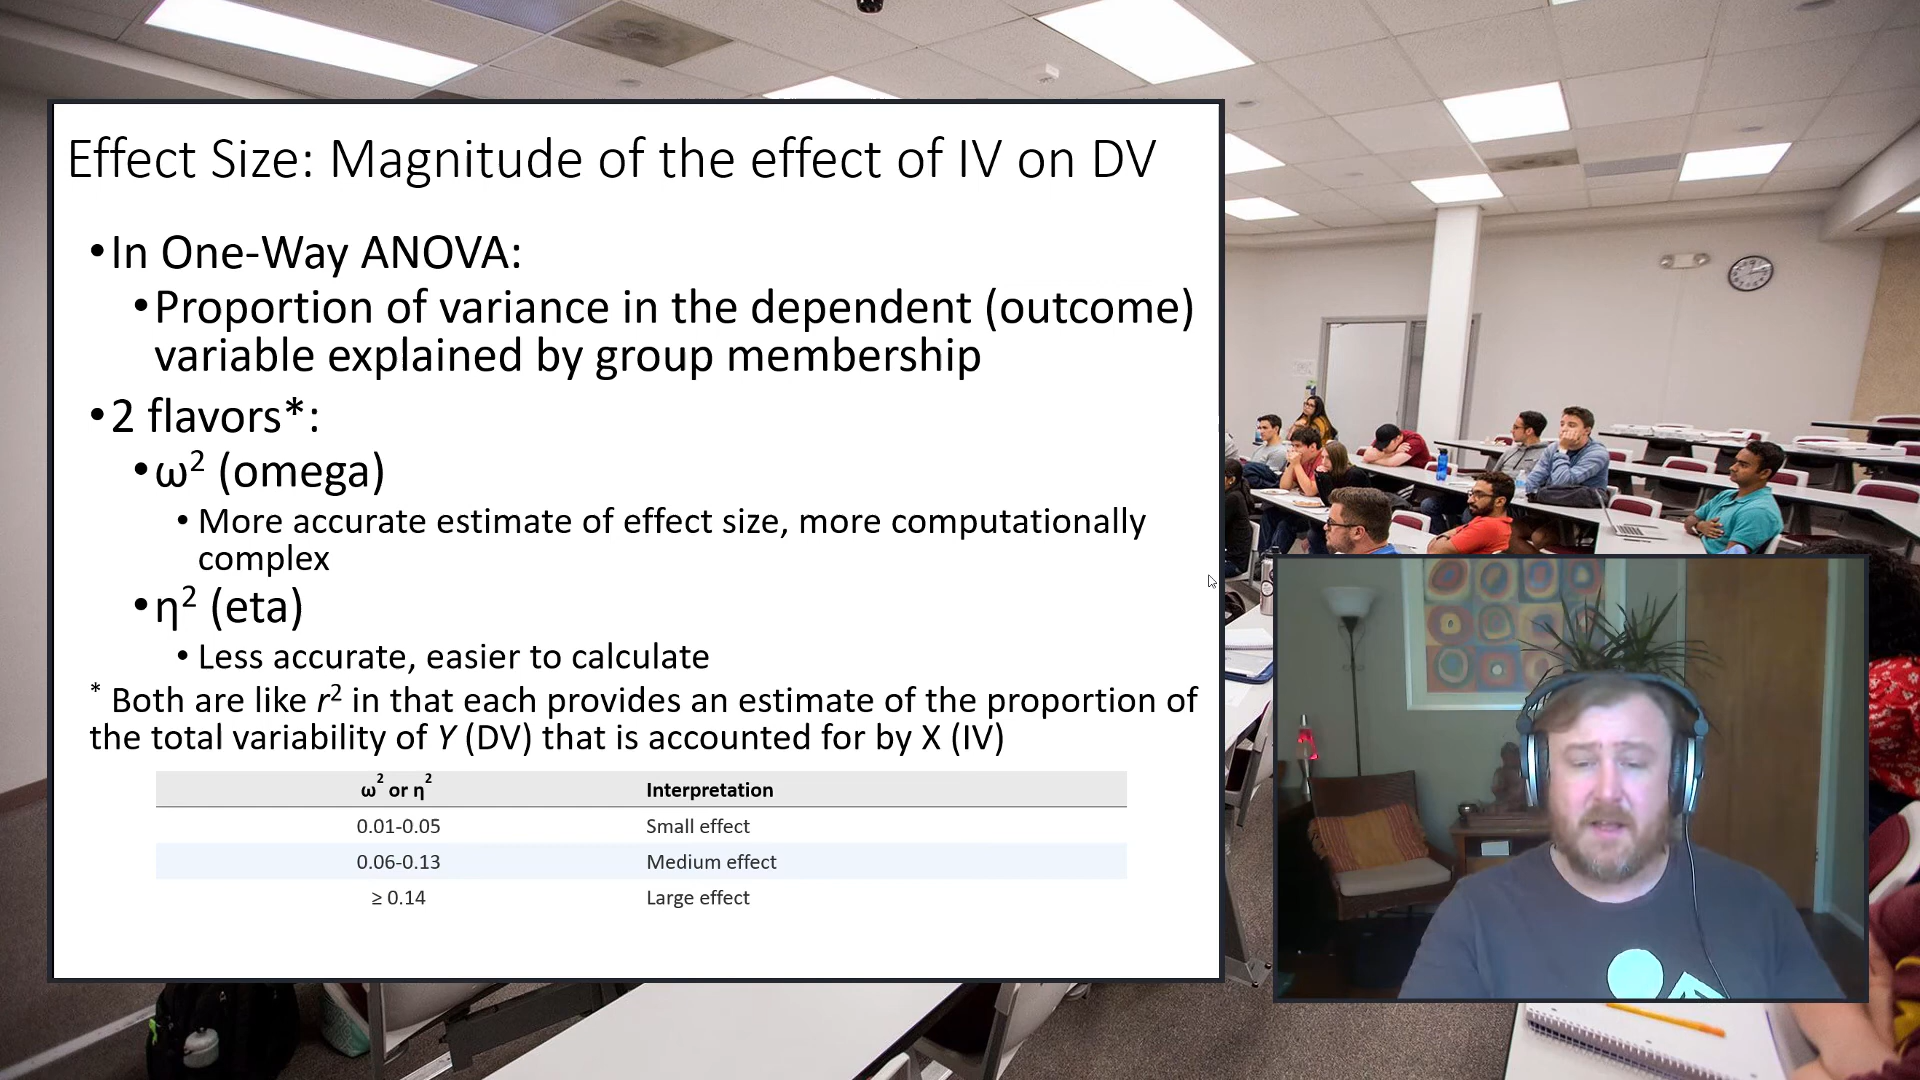 Effect Size: Magnitude of the effect of IV on DV
•In One-Way ANOVA:
•Proportion of variance in the dependent (outcome)
variable explained by group membership
•2 flavors*:
•ω² (omega)
•More accurate estimate of effect size, more computationally
complex
•η² (eta)
•Less accurate, easier to calculate
* Both are like r² in that each provides an estimate of the proportion of
the total variability of Y (DV) that is accounted for by X (IV)
ω² or η² Interpretation
0.01-0.05 Small effect
0.06-0.13 Medium effect
≥ 0.14 Large effect